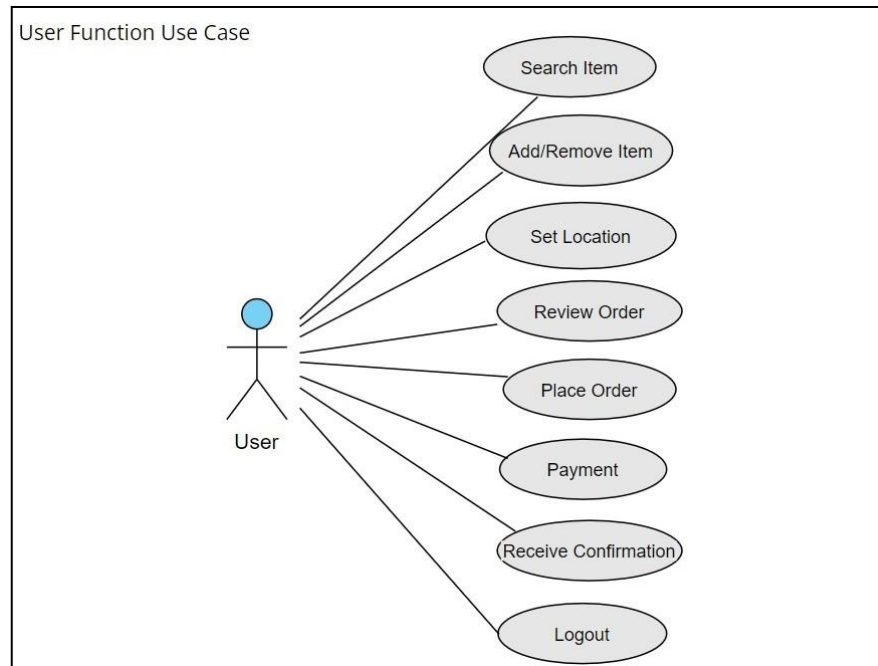 User Function Use Case
Search Item
Add/Remove Item
Set Location
Review Order
Place Order
User
Payment
Receive Confirmation
Logout